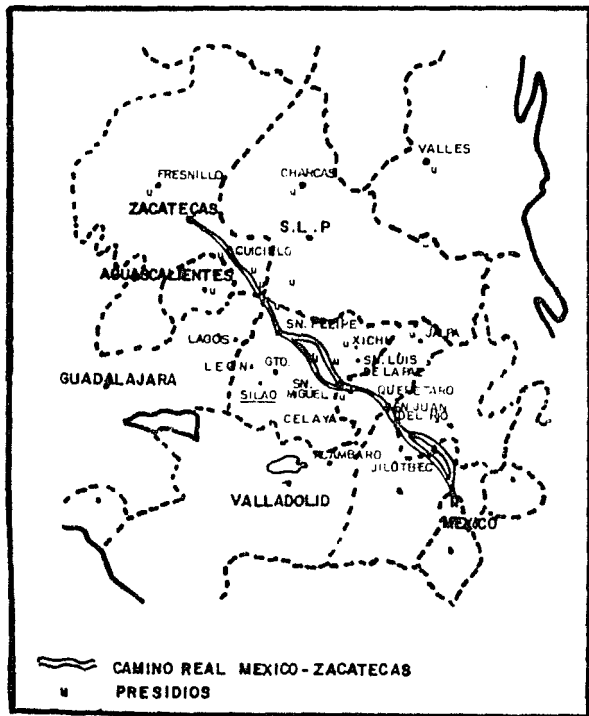 VALLES
FRESNILLO
CHARCAS
ZACATECAS
S.L.P
AGUASCALIENTES
SN. FELIPE
XICHU
JALPA
LAGOS
LEON
GTO.
SN. LUIS
DE LA PAZ
GUADALAJARA
SILAO
SN.
MIGUEL
QUERETARO
SN JUAN
DEL RIO
CELAYA
JILOTEPEC
VALLADOLID
MEXICO
CAMINO REAL MEXICO-ZACATECAS
u PRESIDIOS